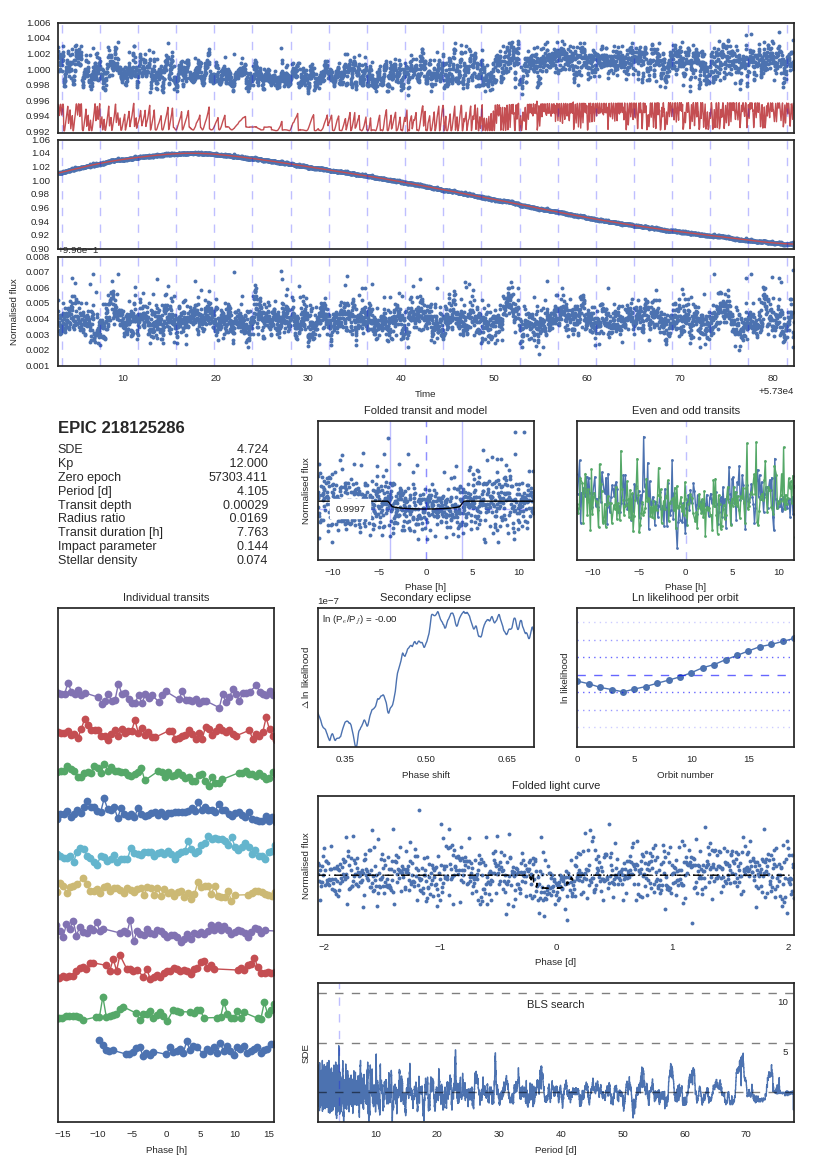 1.006
1.004
1.002
1.000
0.998
0.996
0.994
0.992
1.06
1.04
1.02
1.00
0.98
0.96
0.94
0.92
0.90
+9.96e−1
0.008
0.007
0.006
0.005
0.004
0.003
0.002
0.001
Normalised flux
10 20 30 40 50 60 70 80
Time
+5.73e4
EPIC 218125286
SDE 4.724
Kp 12.000
Zero epoch 57303.411
Period [d] 4.105
Transit depth 0.00029
Radius ratio 0.0169
Transit duration [h] 7.763
Impact parameter 0.144
Stellar density 0.074
Folded transit and model
Normalised flux
0.9997
−10 −5 0 5 10
Phase [h]
Even and odd transits
−10 −5 0 5 10
Phase [h]
Individual transits
−15 −10 −5 0 5 10 15
Phase [h]
Secondary eclipse
1e−7
ln (Pₑ/P𝑓) = -0.00
Δ ln likelihood
0.35 0.50 0.65
Phase shift
Ln likelihood per orbit
ln likelihood
0 5 10 15
Orbit number
Folded light curve
Normalised flux
−2 −1 0 1 2
Phase [d]
BLS search
10
5
SDE
10 20 30 40 50 60 70
Period [d]